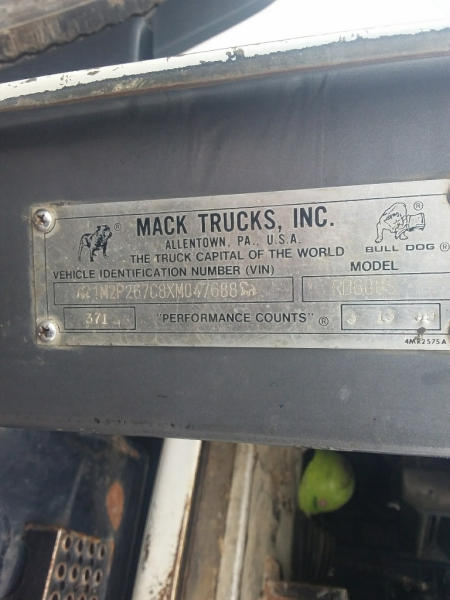 MACK TRUCKS, INC.
ALLENTOWN, PA., U.S.A.
THE TRUCK CAPITAL OF THE WORLD
BULL DOG ®
VEHICLE IDENTIFICATION NUMBER (VIN) MODEL
1M2P267C8XM047688
371 "PERFORMANCE COUNTS" ®
4MR2575A